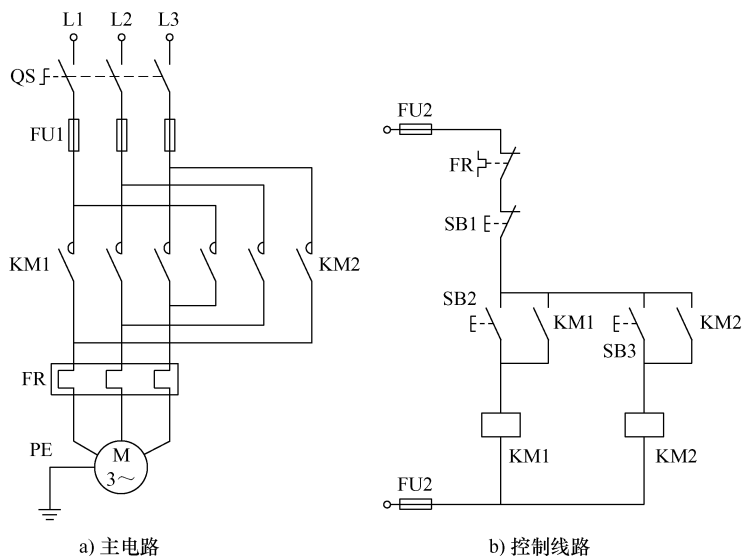 L1 L2 L3
QS
FU1
KM1
KM2
FR
PE
M
3～
a) 主电路
FU2
FR
SB1
SB2
KM1
SB3
KM2
KM1
KM2
FU2
b) 控制线路